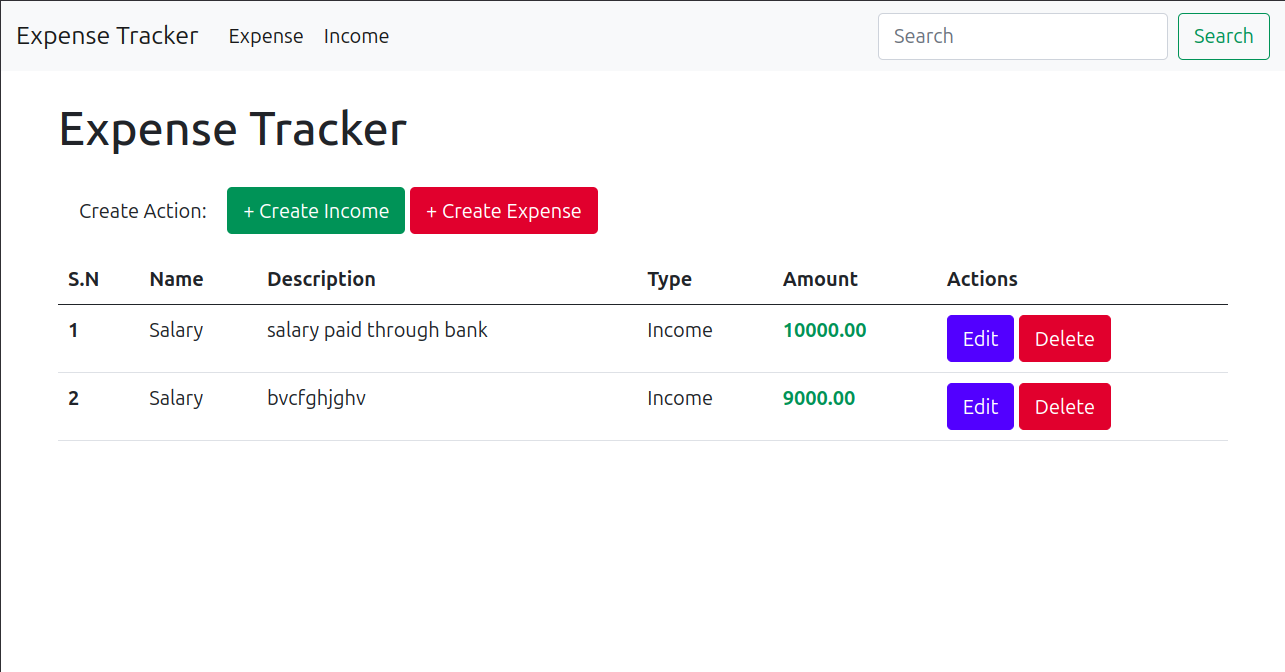 Expense Tracker Expense Income Search Search
Expense Tracker
Create Action: + Create Income + Create Expense
S.N Name Description Type Amount Actions
1 Salary salary paid through bank Income 10000.00 Edit Delete
2 Salary bvcfghjghv Income 9000.00 Edit Delete